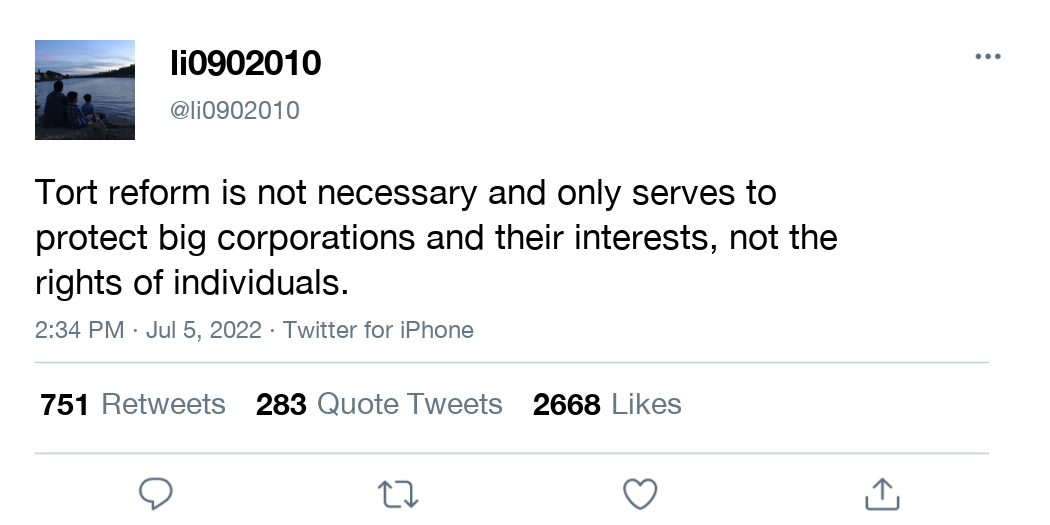 li0902010
@li0902010
Tort reform is not necessary and only serves to
protect big corporations and their interests, not the
rights of individuals.
2:34 PM · Jul 5, 2022 · Twitter for iPhone
751 Retweets 283 Quote Tweets 2668 Likes